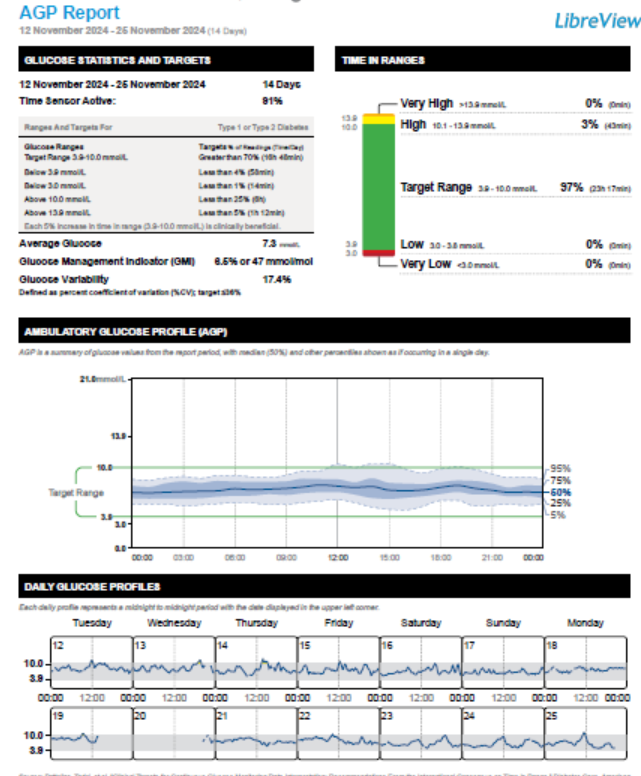 AGP Report
LibreView
12 November 2024 - 25 November 2024 (14 Days)
GLUCOSE STATISTICS AND TARGETS
12 November 2024 - 25 November 2024 14 Days
Time Sensor Active: 91%
Ranges And Targets For Type 1 or Type 2 Diabetes
Glucose Ranges Targets % of Readings (Time/Day)
Target Range 3.9-10.0 mmol/L Greater than 70% (16h 48min)
Below 3.9 mmol/L Less than 4% (58min)
Below 3.0 mmol/L Less than 1% (14min)
Above 10.0 mmol/L Less than 25% (6h)
Above 13.9 mmol/L Less than 5% (1h 12min)
Each 5% increase in time in range (3.9-10.0 mmol/L) is clinically beneficial.
Average Glucose 7.3 mmol/L
Glucose Management Indicator (GMI) 6.5% or 47 mmol/mol
Glucose Variability 17.4%
Defined as percent coefficient of variation (%CV); target ≤36%
TIME IN RANGES
13.9
10.0
3.9
3.0
Very High >13.9 mmol/L 0% (0min)
High 10.1 - 13.9 mmol/L 3% (43min)
Target Range 3.9 - 10.0 mmol/L 97% (23h 17min)
Low 3.0 - 3.8 mmol/L 0% (0min)
Very Low <3.0 mmol/L 0% (0min)
AMBULATORY GLUCOSE PROFILE (AGP)
AGP is a summary of glucose values from the report period, with median (50%) and other percentiles shown as if occurring in a single day.
21.0 mmol/L
13.9
10.0
Target Range
3.9
3.0
0.0
95%
75%
50%
25%
5%
00:00 03:00 06:00 09:00 12:00 15:00 18:00 21:00 00:00
DAILY GLUCOSE PROFILES
Each daily profile represents a midnight to midnight period with the date displayed in the upper left corner.
Tuesday Wednesday Thursday Friday Saturday Sunday Monday
12 13 14 15 16 17 18
10.0
3.9
00:00 12:00 00:00 12:00 00:00 12:00 00:00 12:00 00:00 12:00 00:00 12:00 00:00 12:00 00:00
19 20 21 22 23 24 25
10.0
3.9